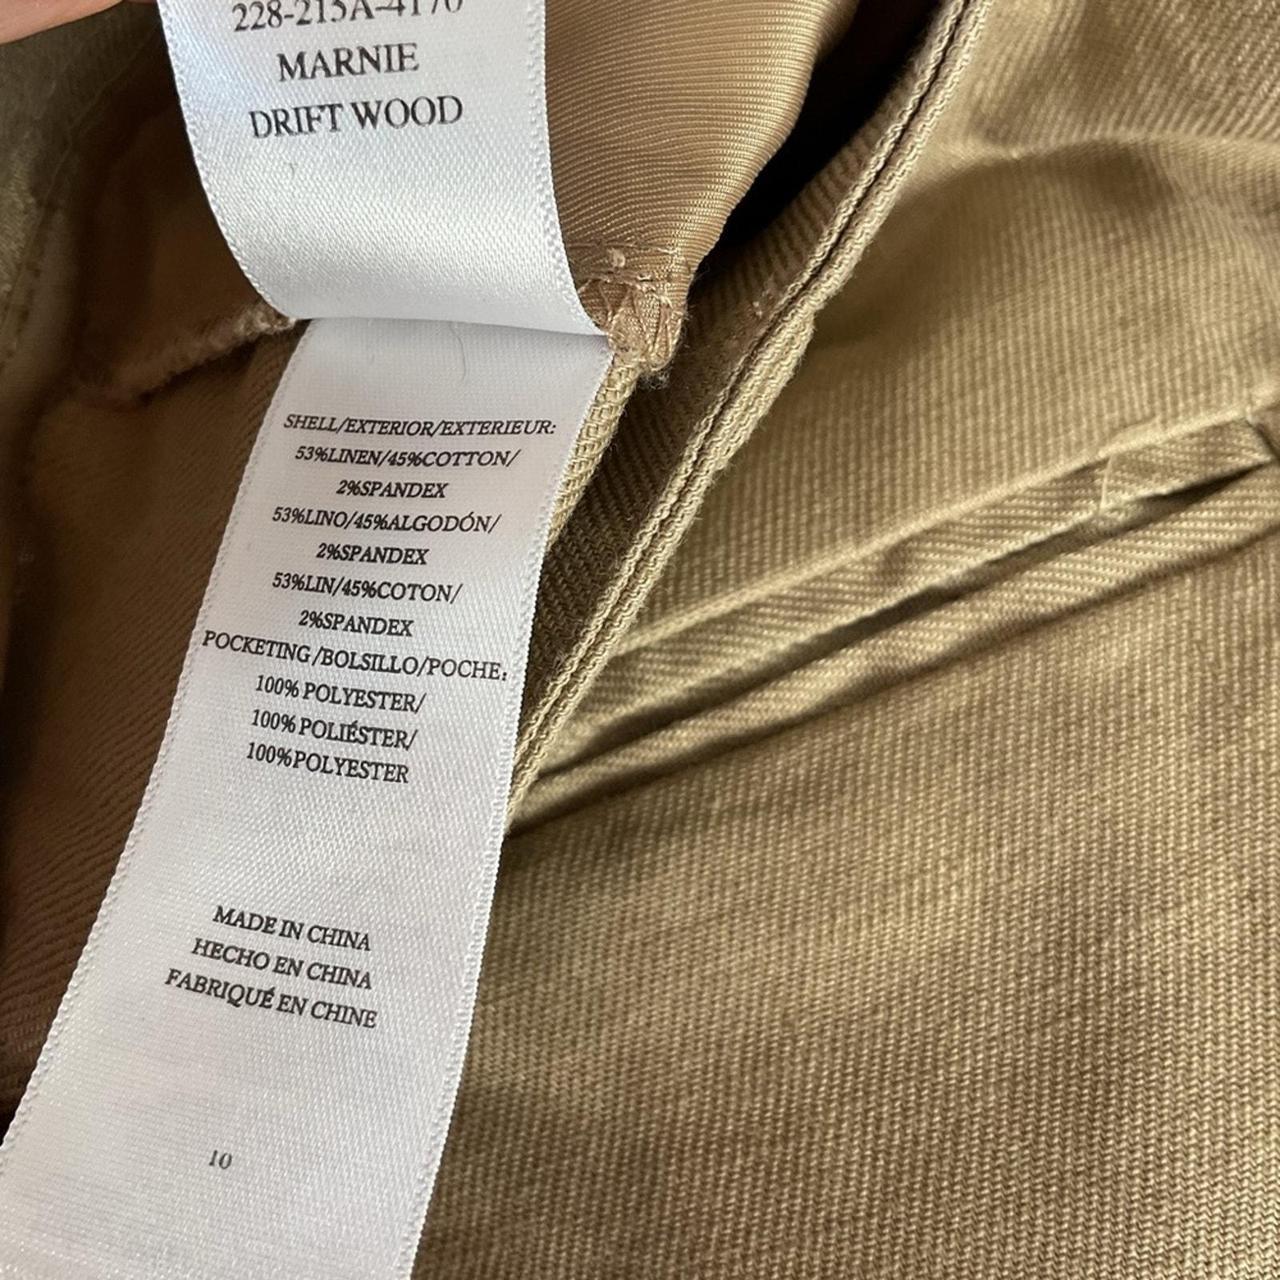 228-215A-4170
MARNIE
DRIFT WOOD
SHELL/EXTERIOR/EXTERIEUR:
53%LINEN/45%COTTON/
2%SPANDEX
53%LINO/45%ALGODÓN/
2%SPANDEX
53%LIN/45%COTON/
2%SPANDEX
POCKETING/BOLSILLO/POCHE:
100% POLYESTER/
100% POLIÉSTER/
100%POLYESTER
MADE IN CHINA
HECHO EN CHINA
FABRIQUÉ EN CHINE
10